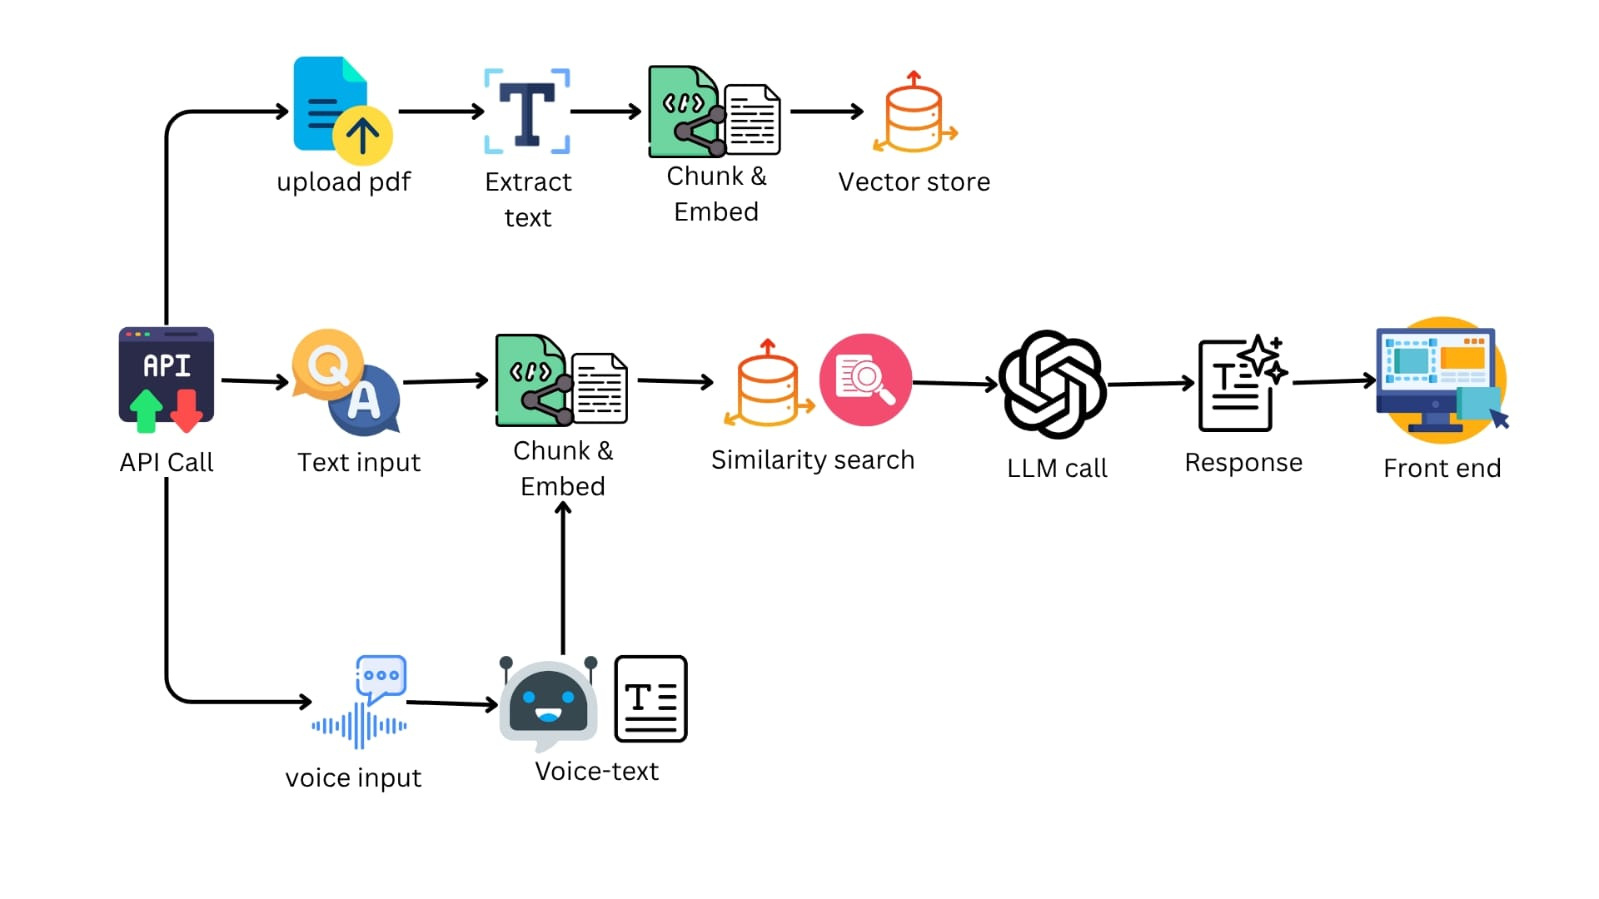 upload pdf
Extract
text
</>
Chunk &
Embed
Vector store
API
API Call
Q
A
Text input
</>
Chunk &
Embed
Similarity search
LLM call
T
Response
Front end
voice input
T
Voice-text